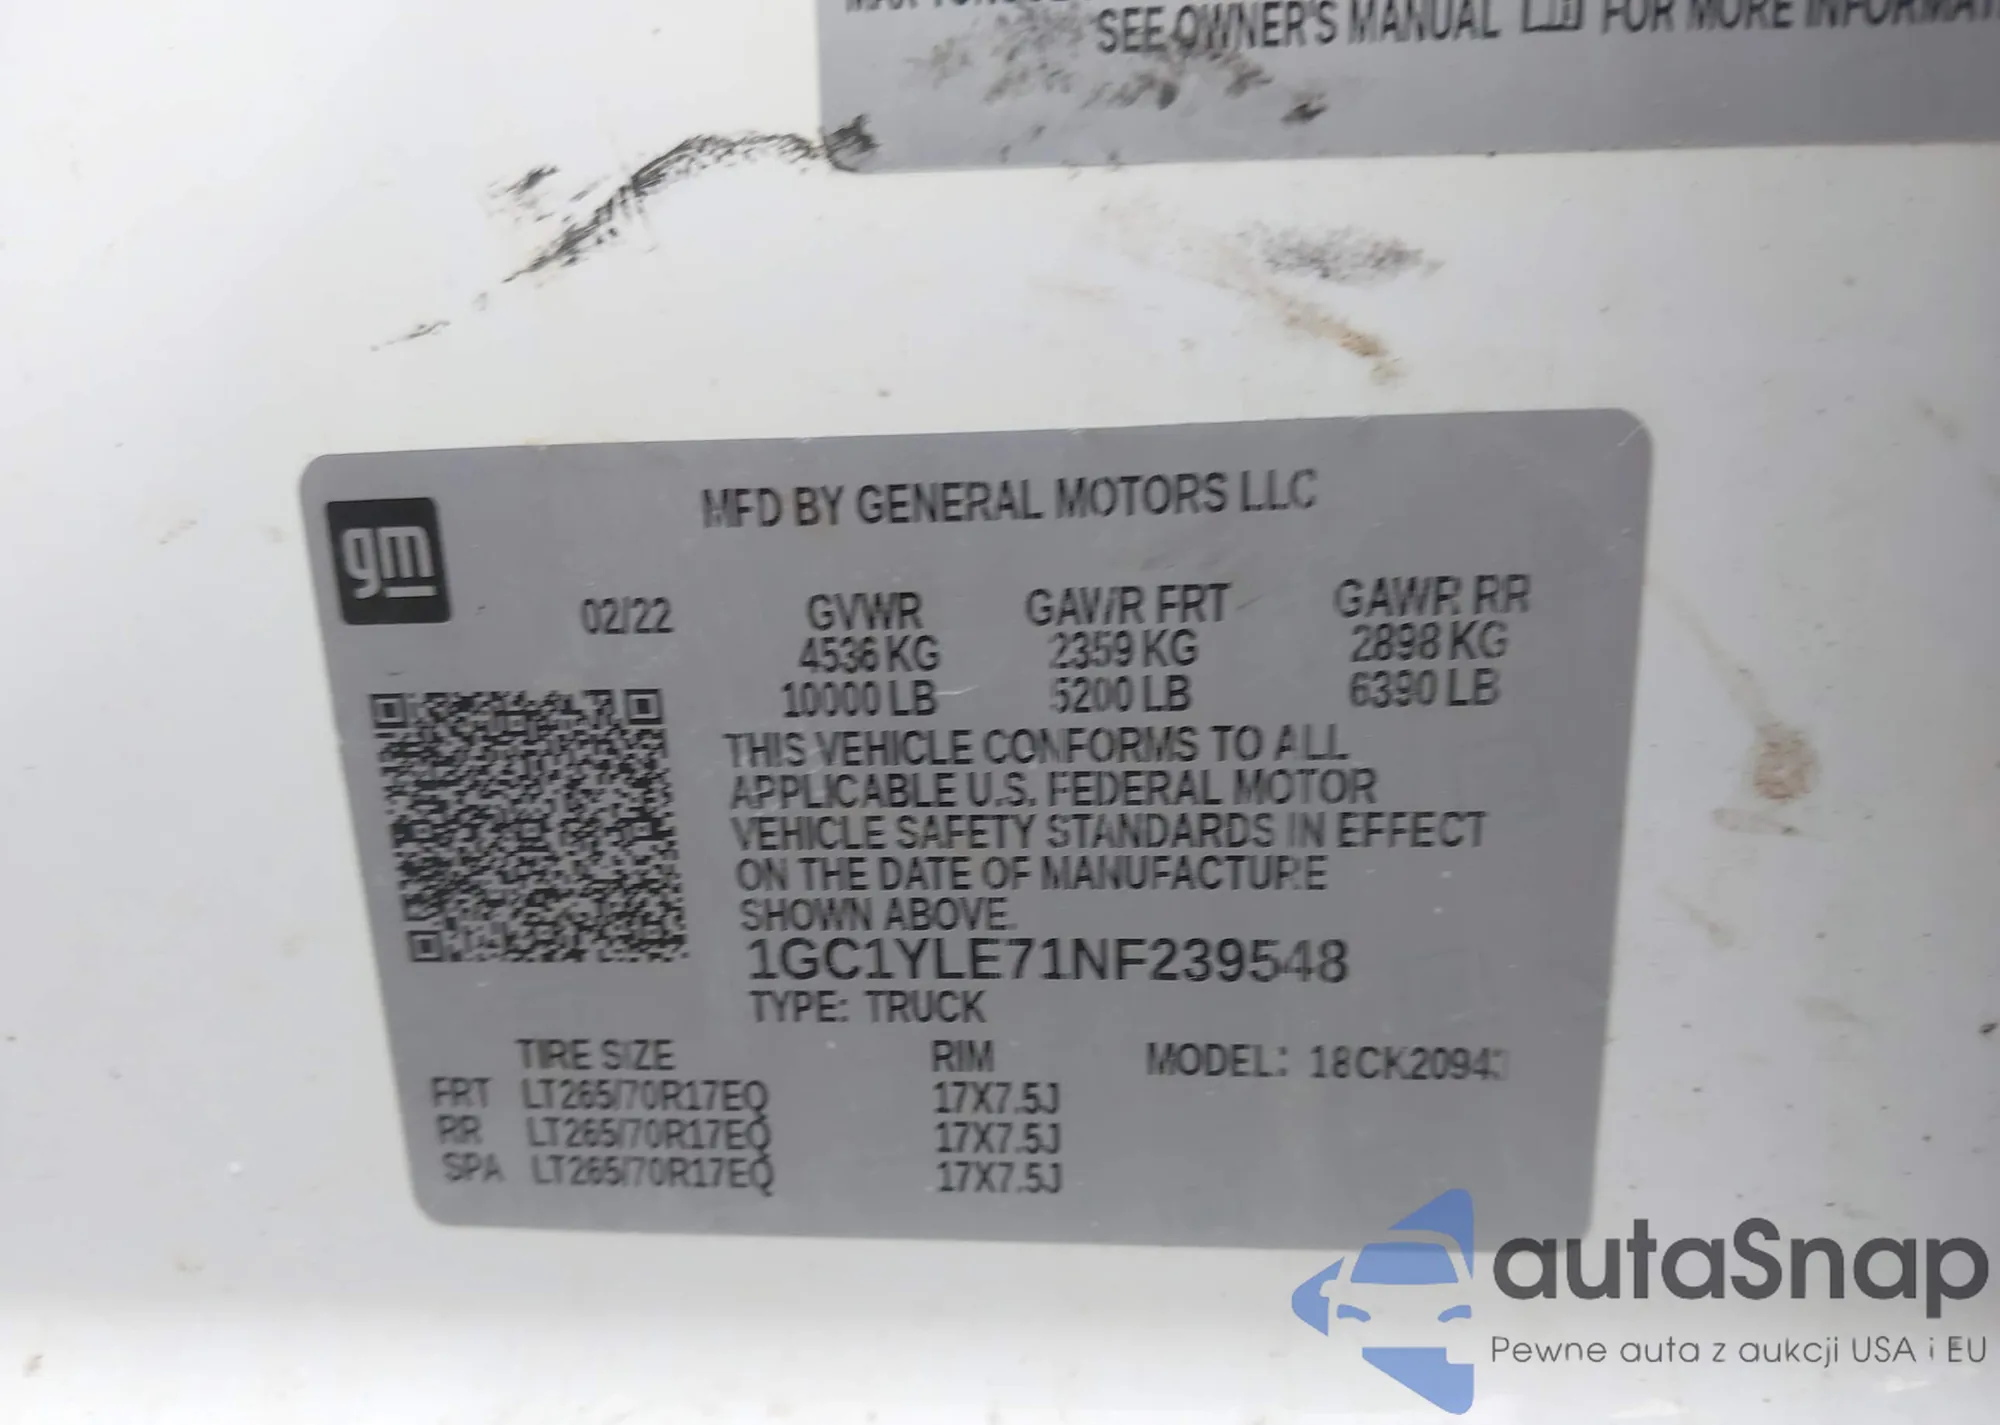 SEE OWNER'S MANUAL FOR MORE
MFD BY GENERAL MOTORS LLC
gm
02/22 GVWR GAWR FRT GAWR RR
4536 KG 2359 KG 2898 KG
10000 LB 5200 LB 6390 LB
THIS VEHICLE CONFORMS TO ALL
APPLICABLE U.S. FEDERAL MOTOR
VEHICLE SAFETY STANDARDS IN EFFECT
ON THE DATE OF MANUFACTURE
SHOWN ABOVE.
1GC1YLE71NF239548
TYPE: TRUCK
TIRE SIZE RIM MODEL: 18CK20943
FRT LT265/70R17EQ 17X7.5J
RR LT265/70R17EQ 17X7.5J
SPA LT265/70R17EQ 17X7.5J
autaSnap
Pewne auta z aukcji USA i EU